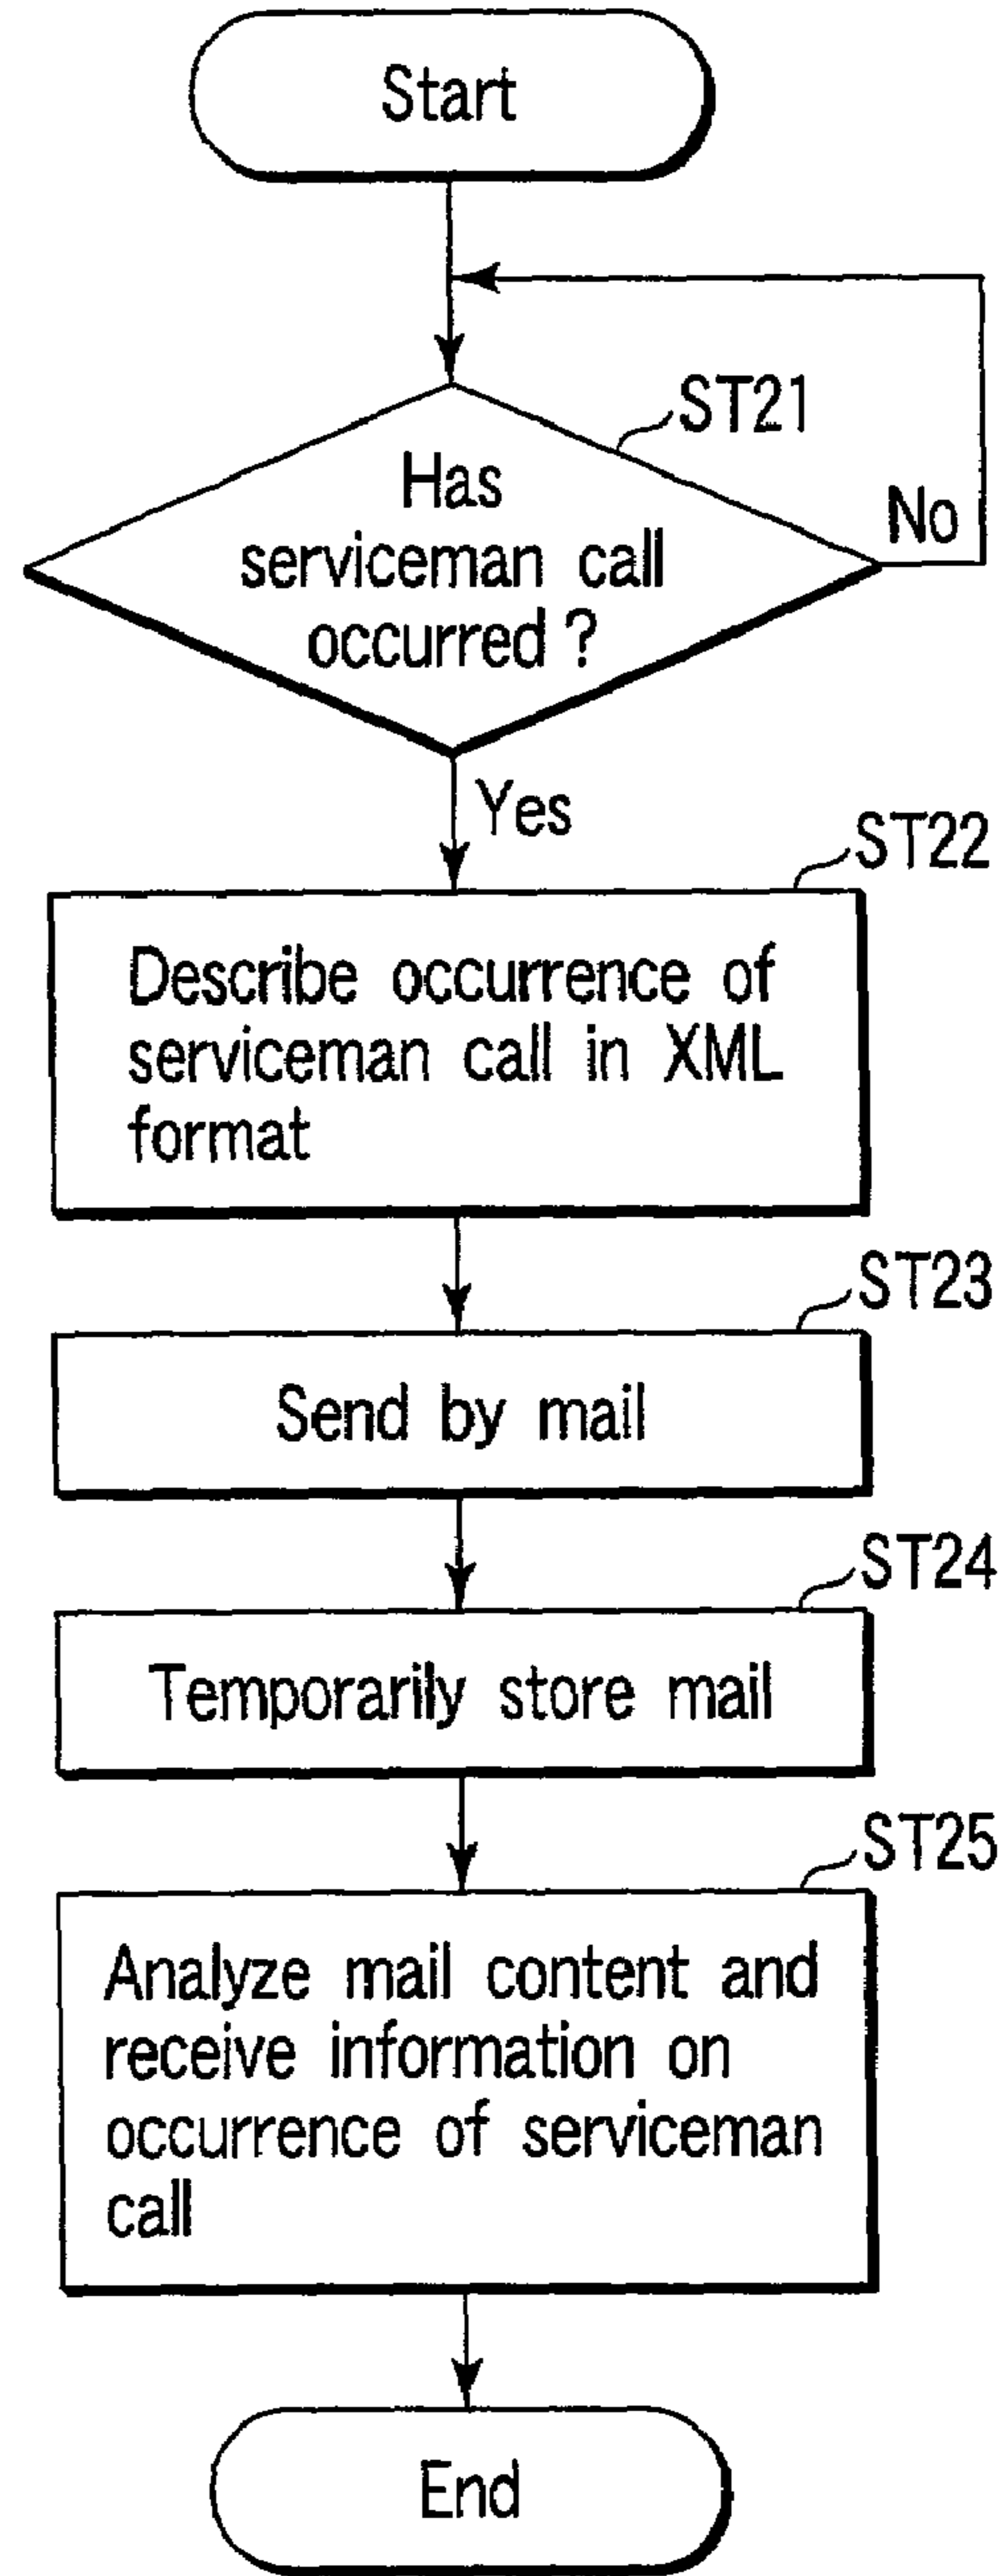 Start
ST21
Has
serviceman call
occurred ?
No
Yes
ST22
Describe occurrence of
serviceman call in XML
format
ST23
Send by mail
ST24
Temporarily store mail
ST25
Analyze mail content and
receive information on
occurrence of serviceman
call
End